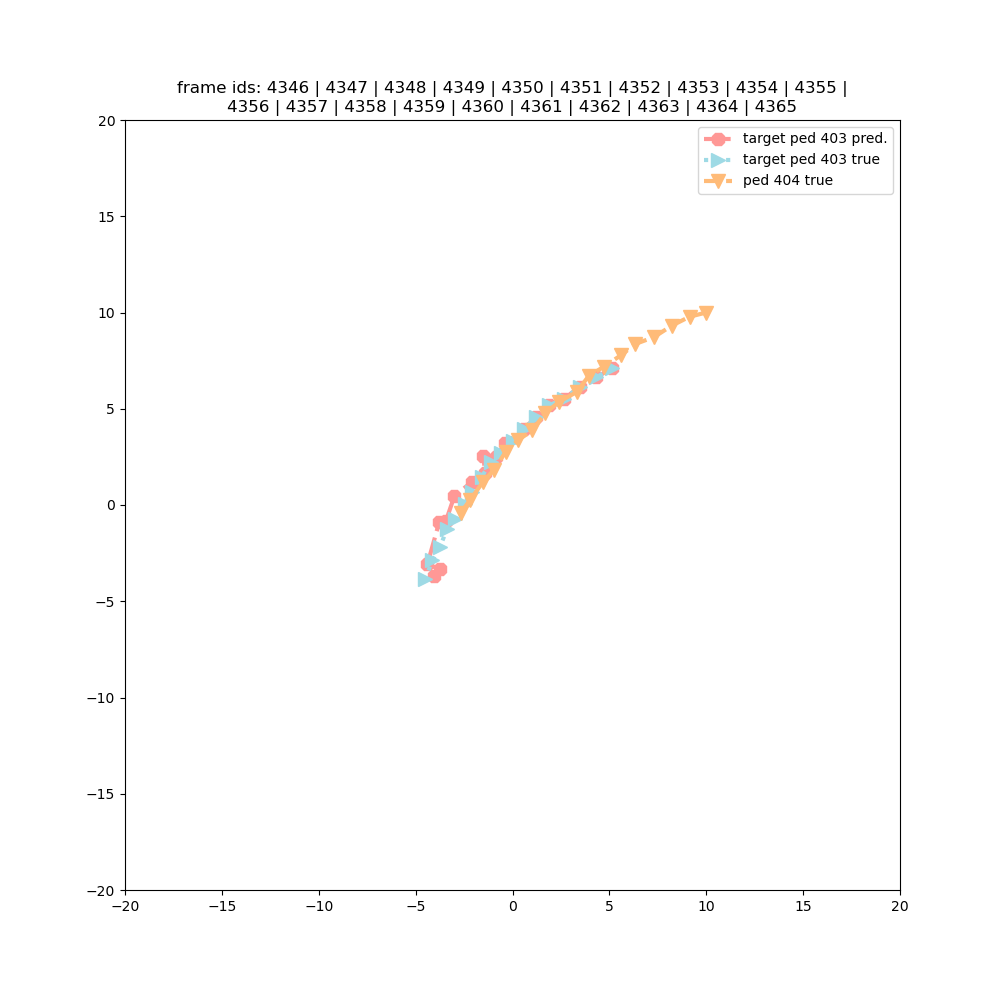 frame ids: 4346 | 4347 | 4348 | 4349 | 4350 | 4351 | 4352 | 4353 | 4354 | 4355 |
4356 | 4357 | 4358 | 4359 | 4360 | 4361 | 4362 | 4363 | 4364 | 4365
target ped 403 pred.
target ped 403 true
ped 404 true
20
15
10
5
0
−5
−10
−15
−20
−20 −15 −10 −5 0 5 10 15 20